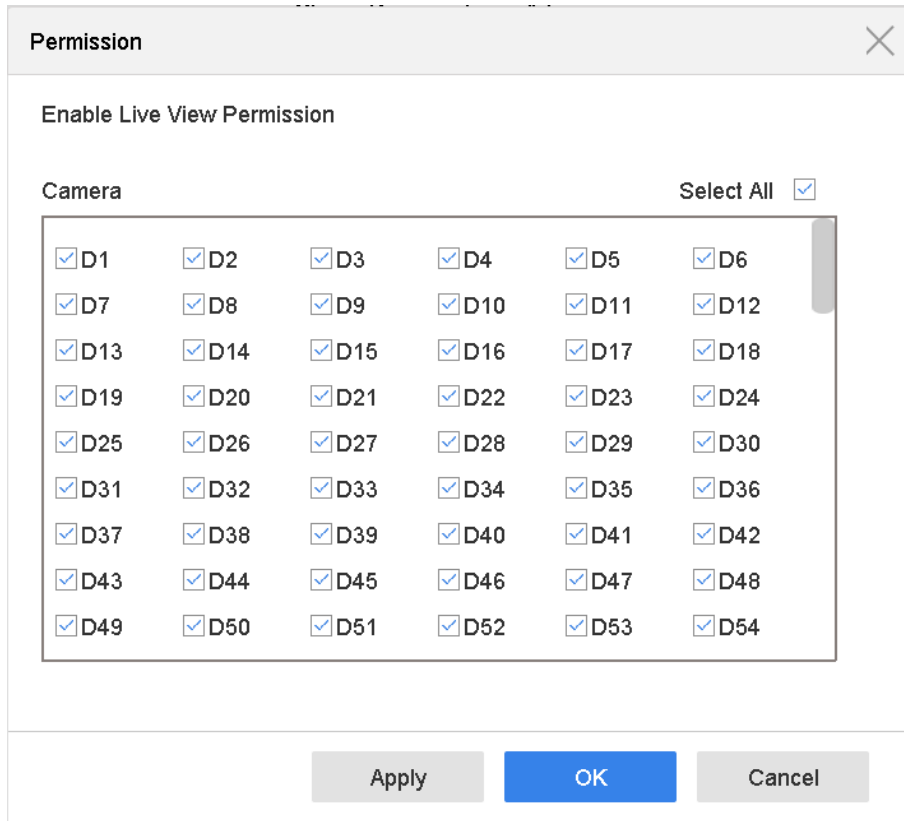 Permission
Enable Live View Permission
Camera Select All
D1 D2 D3 D4 D5 D6
D7 D8 D9 D10 D11 D12
D13 D14 D15 D16 D17 D18
D19 D20 D21 D22 D23 D24
D25 D26 D27 D28 D29 D30
D31 D32 D33 D34 D35 D36
D37 D38 D39 D40 D41 D42
D43 D44 D45 D46 D47 D48
D49 D50 D51 D52 D53 D54
Apply OK Cancel